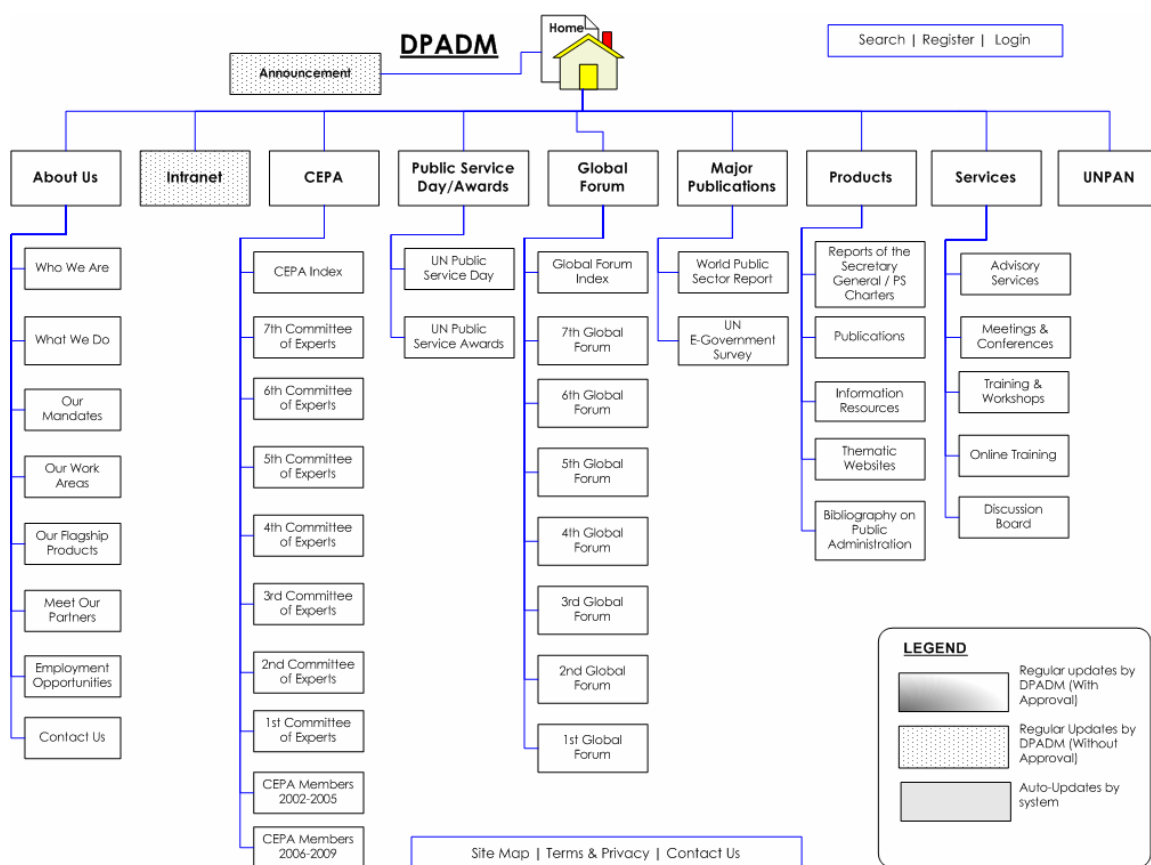 DPADM
Home
Search | Register | Login
Announcement
About Us
Intranet
CEPA
Public Service
Day/Awards
Global
Forum
Major
Publications
Products
Services
UNPAN
Who We Are
What We Do
Our
Mandates
Our Work
Areas
Our Flagship
Products
Meet Our
Partners
Employment
Opportunities
Contact Us
CEPA Index
7th Committee
of Experts
6th Committee
of Experts
5th Committee
of Experts
4th Committee
of Experts
3rd Committee
of Experts
2nd Committee
of Experts
1st Committee
of Experts
CEPA Members
2002-2005
CEPA Members
2006-2009
UN Public
Service Day
UN Public
Service Awards
Global Forum
Index
7th Global
Forum
6th Global
Forum
5th Global
Forum
4th Global
Forum
3rd Global
Forum
2nd Global
Forum
1st Global
Forum
World Public
Sector Report
UN
E-Government
Survey
Reports of the
Secretary
General / PS
Charters
Publications
Information
Resources
Thematic
Websites
Bibliography on
Public
Administration
Advisory
Services
Meetings &
Conferences
Training &
Workshops
Online Training
Discussion
Board
LEGEND
Regular updates by
DPADM (With
Approval)
Regular Updates by
DPADM (Without
Approval)
Auto-Updates by
system
Site Map | Terms & Privacy | Contact Us